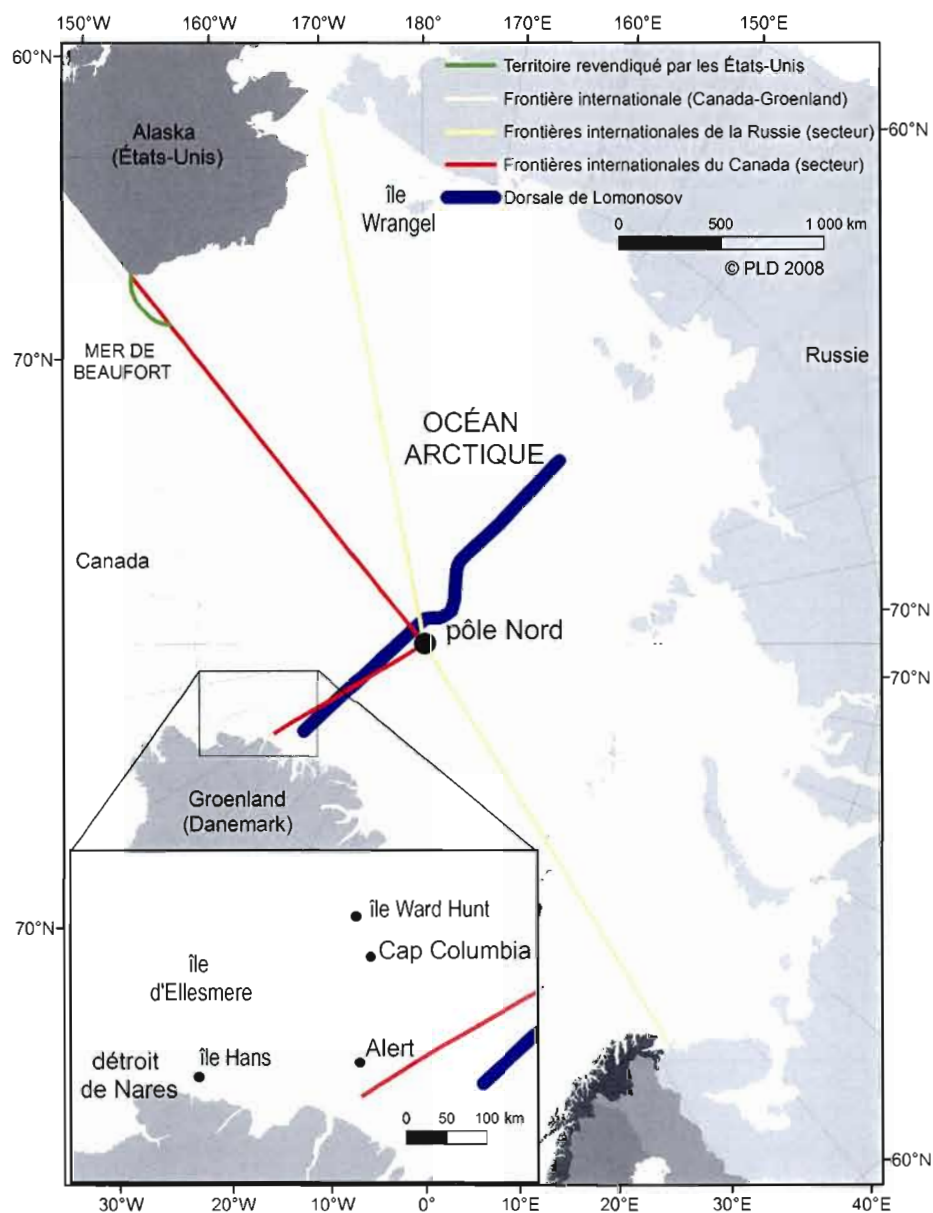 150°W 160°W 170°W 180° 170°E 160°E 150°E
60°N
Territoire revendiqué par les États-Unis
Frontière internationale (Canada-Groenland)
60°N
Frontières internationales de la Russie (secteur)
Alaska
(États-Unis)
Frontières internationales du Canada (secteur)
île
Wrangel
Dorsale de Lomonosov
0 500 1 000 km
© PLD 2008
MER DE
BEAUFORT
70°N
Russie
OCÉAN
ARCTIQUE
Canada
pôle Nord
70°N
70°N
Groenland
(Danemark)
70°N
île Ward Hunt
Cap Columbia
île
d'Ellesmere
détroit
de Nares
île Hans
Alert
0 50 100 km
60°N
30°W 20°W 10°W 0° 10°E 20°E 30°E 40°E